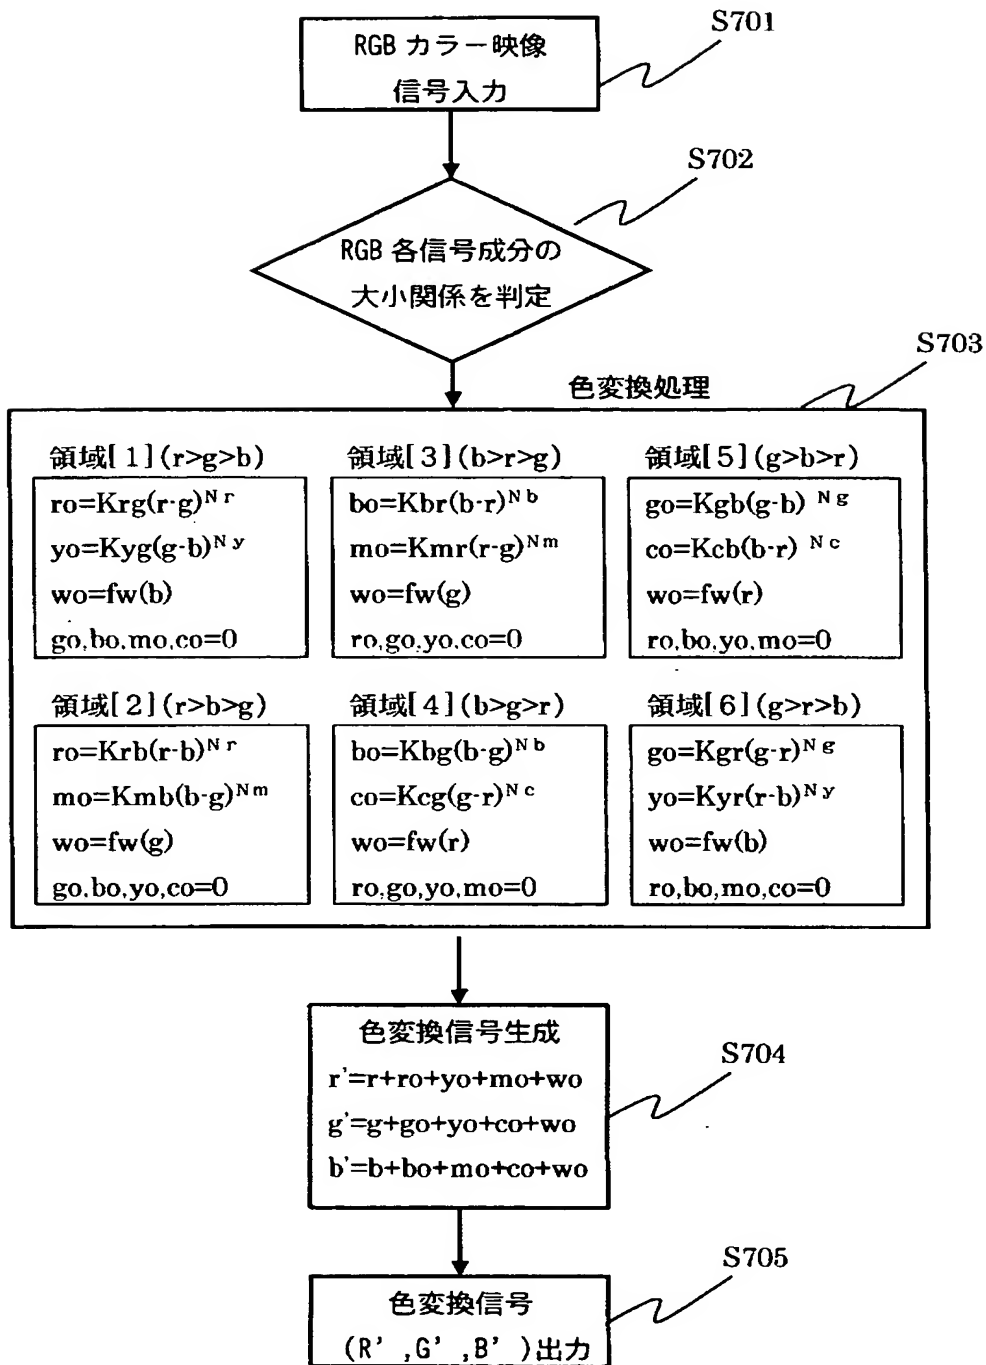 S701
RGB カラー映像
信号入力
S702
RGB 各信号成分の
大小関係を判定
S703
色変換処理
領域[1](r>g>b)
ro=Krg(r-g)^Nr
yo=Kyg(g-b)^Ny
wo=fw(b)
go,bo,mo,co=0
領域[3](b>r>g)
bo=Kbr(b-r)^Nb
mo=Kmr(r-g)^Nm
wo=fw(g)
ro,go,yo,co=0
領域[5](g>b>r)
go=Kgb(g-b)^Ng
co=Kcb(b-r)^Nc
wo=fw(r)
ro,bo,yo,mo=0
領域[2](r>b>g)
ro=Krb(r-b)^Nr
mo=Kmb(b-g)^Nm
wo=fw(g)
go,bo,yo,co=0
領域[4](b>g>r)
bo=Kbg(b-g)^Nb
co=Kcg(g-r)^Nc
wo=fw(r)
ro,go,yo,mo=0
領域[6](g>r>b)
go=Kgr(g-r)^Ng
yo=Kyr(r-b)^Ny
wo=fw(b)
ro,bo,mo,co=0
色変換信号生成
r'=r+ro+yo+mo+wo
g'=g+go+yo+co+wo
b'=b+bo+mo+co+wo
S704
S705
色変換信号
(R' ,G' ,B' )出力